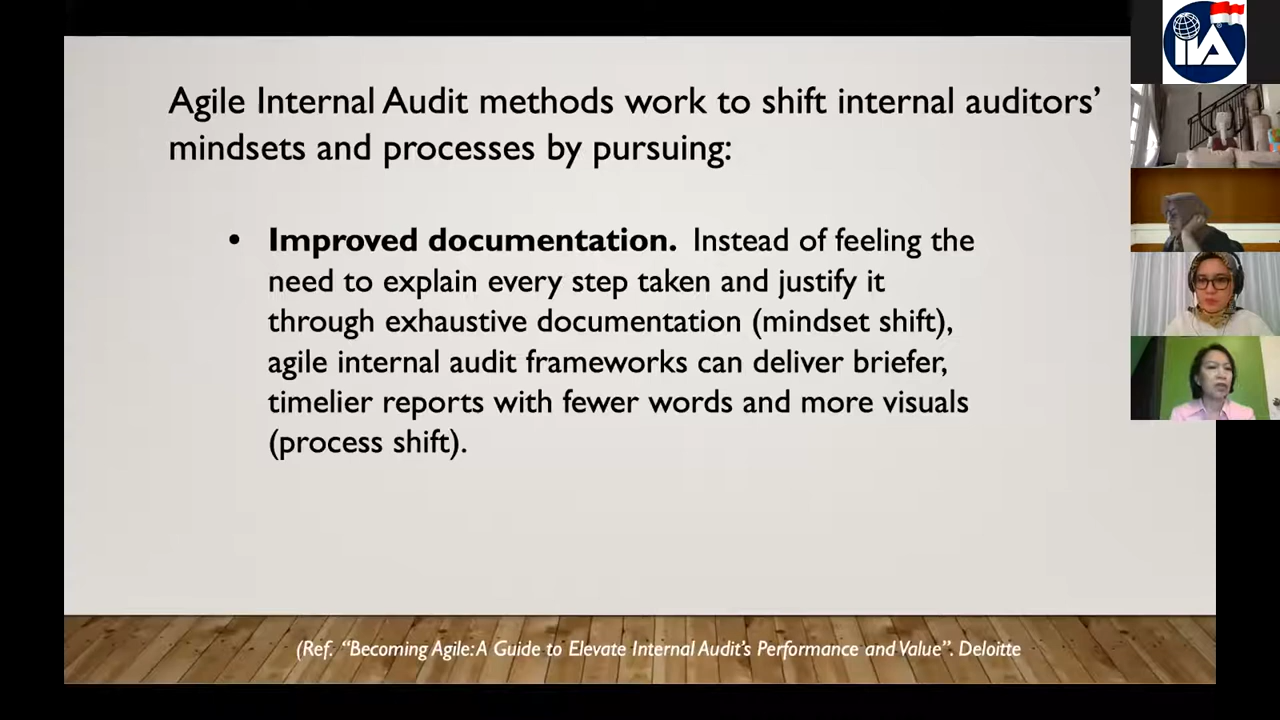 Agile Internal Audit methods work to shift internal auditors’
mindsets and processes by pursuing:
• Improved documentation. Instead of feeling the
need to explain every step taken and justify it
through exhaustive documentation (mindset shift),
agile internal audit frameworks can deliver briefer,
timelier reports with fewer words and more visuals
(process shift).
(Ref. “Becoming Agile: A Guide to Elevate Internal Audit’s Performance and Value”. Deloitte
IIA